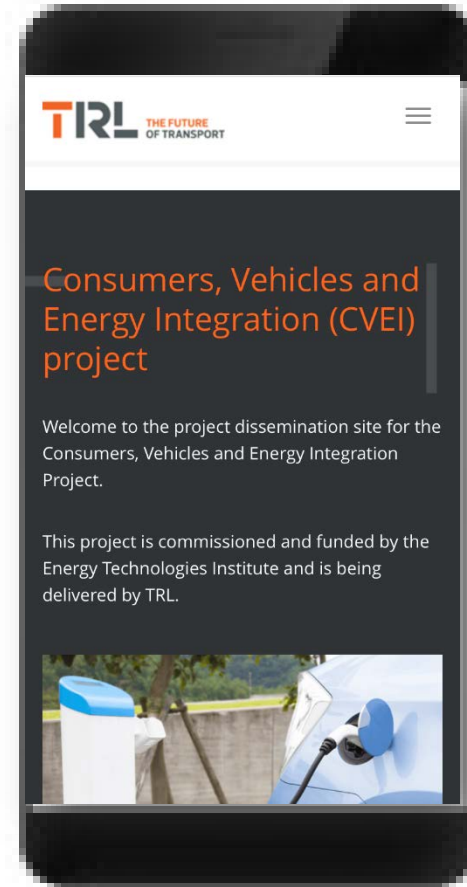 TRL THE FUTURE
OF TRANSPORT
Consumers, Vehicles and
Energy Integration (CVEI)
project
Welcome to the project dissemination site for the
Consumers, Vehicles and Energy Integration
Project.
This project is commissioned and funded by the
Energy Technologies Institute and is being
delivered by TRL.